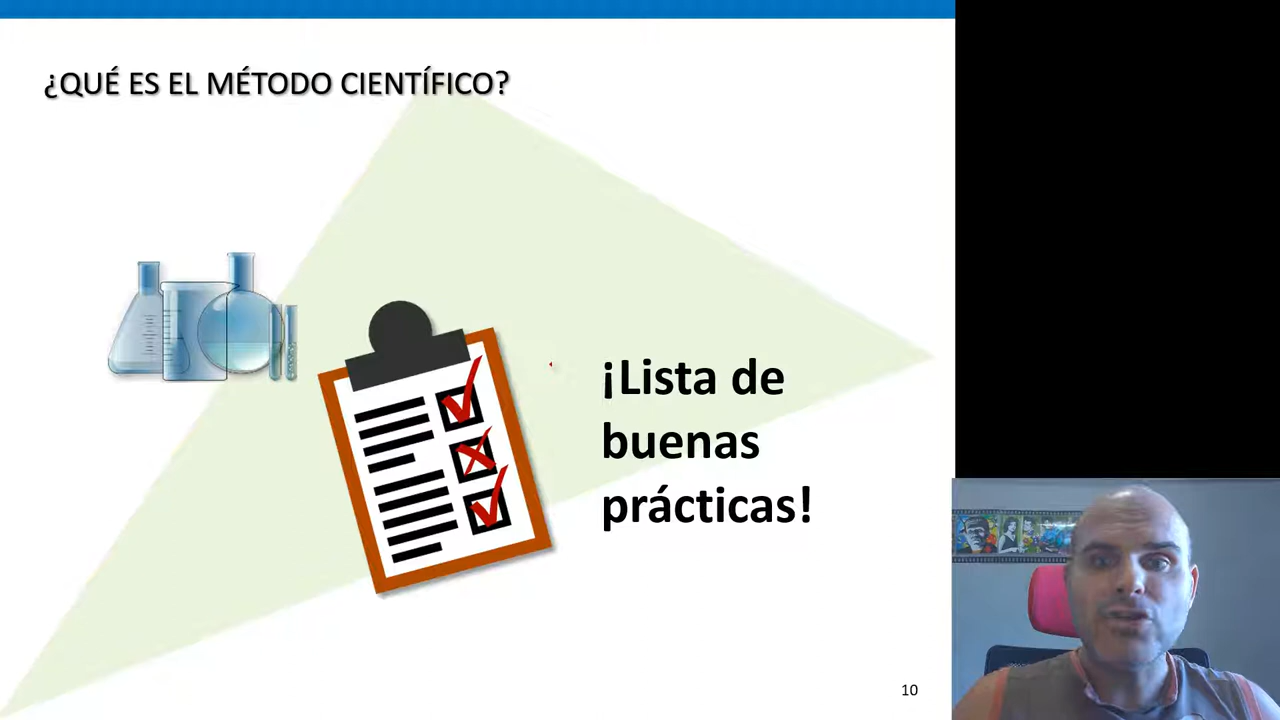 ¿QUÉ ES EL MÉTODO CIENTÍFICO?
¡Lista de
buenas
prácticas!
10